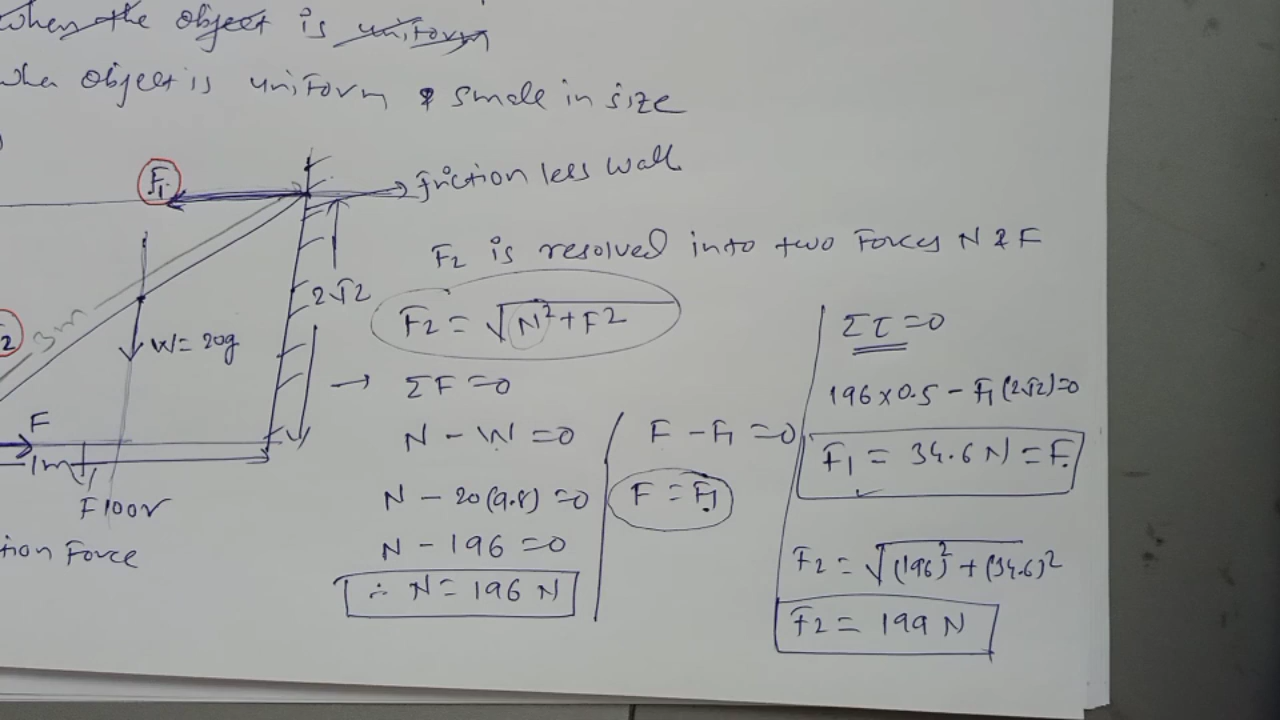 when the object is uniform
when object is uniform & small in size
F₁
friction less wall
F₂ is resolved into two Forces N & F
2√2
F₂ = √N²+F²
Στ=0
2
3m
W=20g
→ ΣF=0
196×0.5 - F₁(2√2)=0
F
N - W =0
F - F₁ =0
F₁ = 34.6 N = F.
1m
N - 20(9.8) =0
F = F₁
Floor
N - 196 =0
tion Force
F₂ = √(196)²+(34.6)²
∴ N = 196 N
F₂ = 199 N